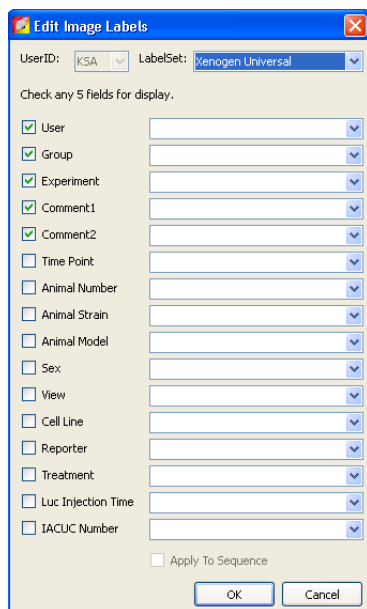 Edit Image Labels
UserID: KSA LabelSet: Xenogen Universal
Check any 5 fields for display.
User
Group
Experiment
Comment1
Comment2
Time Point
Animal Number
Animal Strain
Animal Model
Sex
View
Cell Line
Reporter
Treatment
Luc Injection Time
IACUC Number
Apply To Sequence
OK Cancel